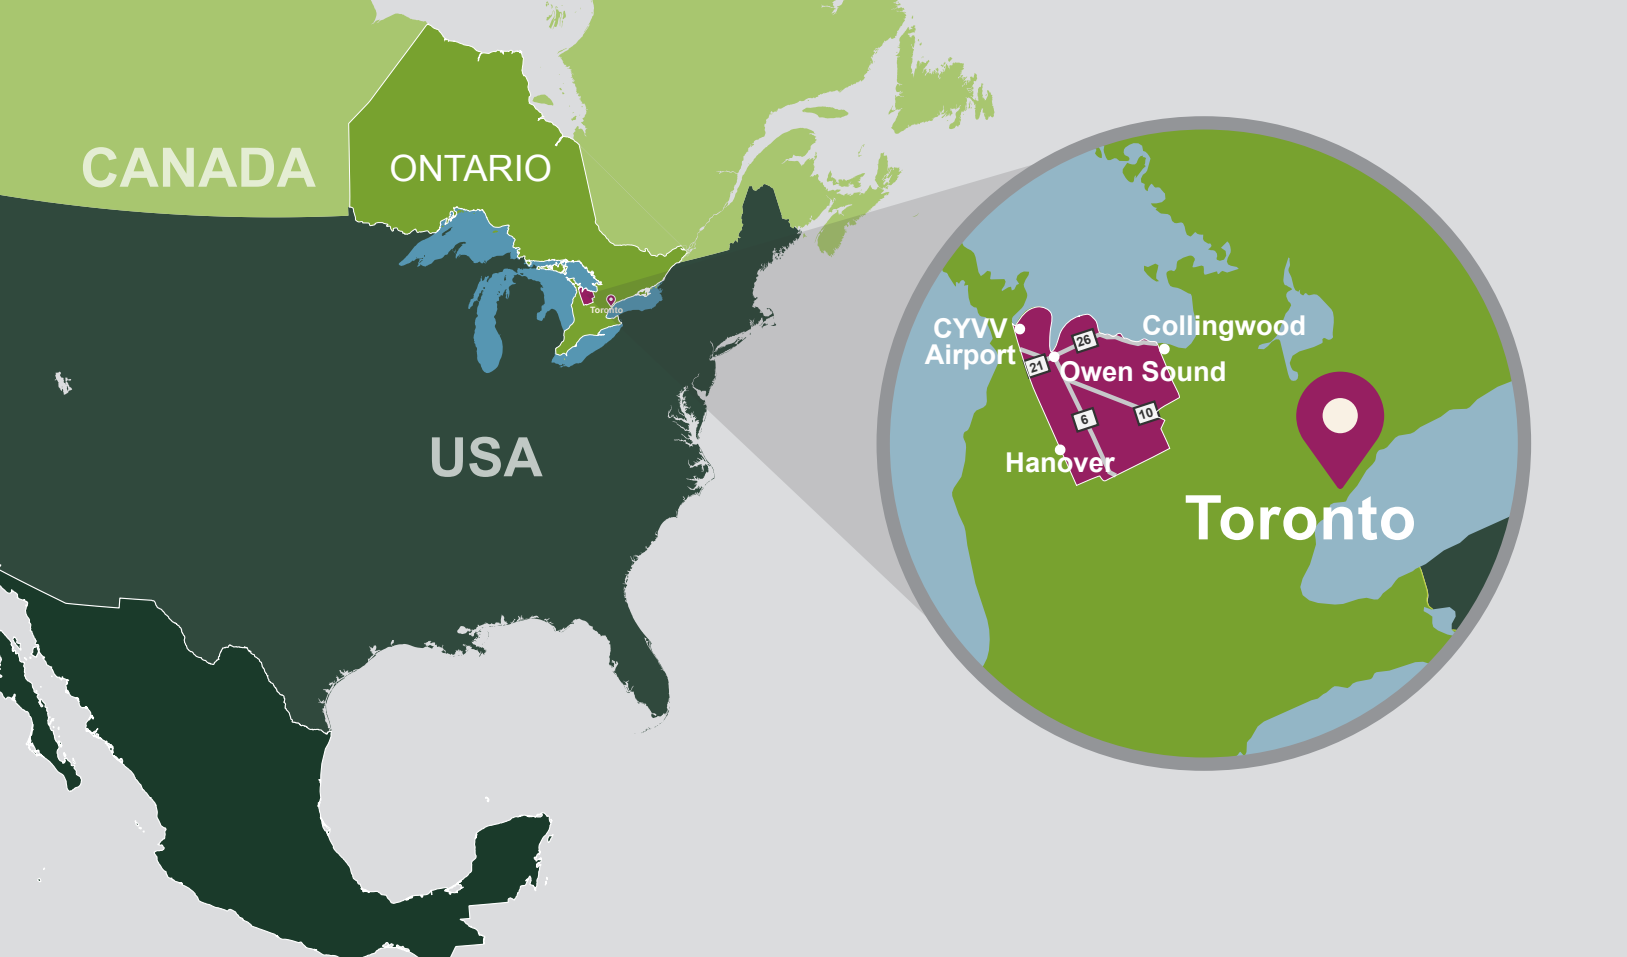 CANADA
ONTARIO
Toronto
USA
CYVV
Airport
26
Collingwood
21
Owen Sound
6
10
Hanover
Toronto